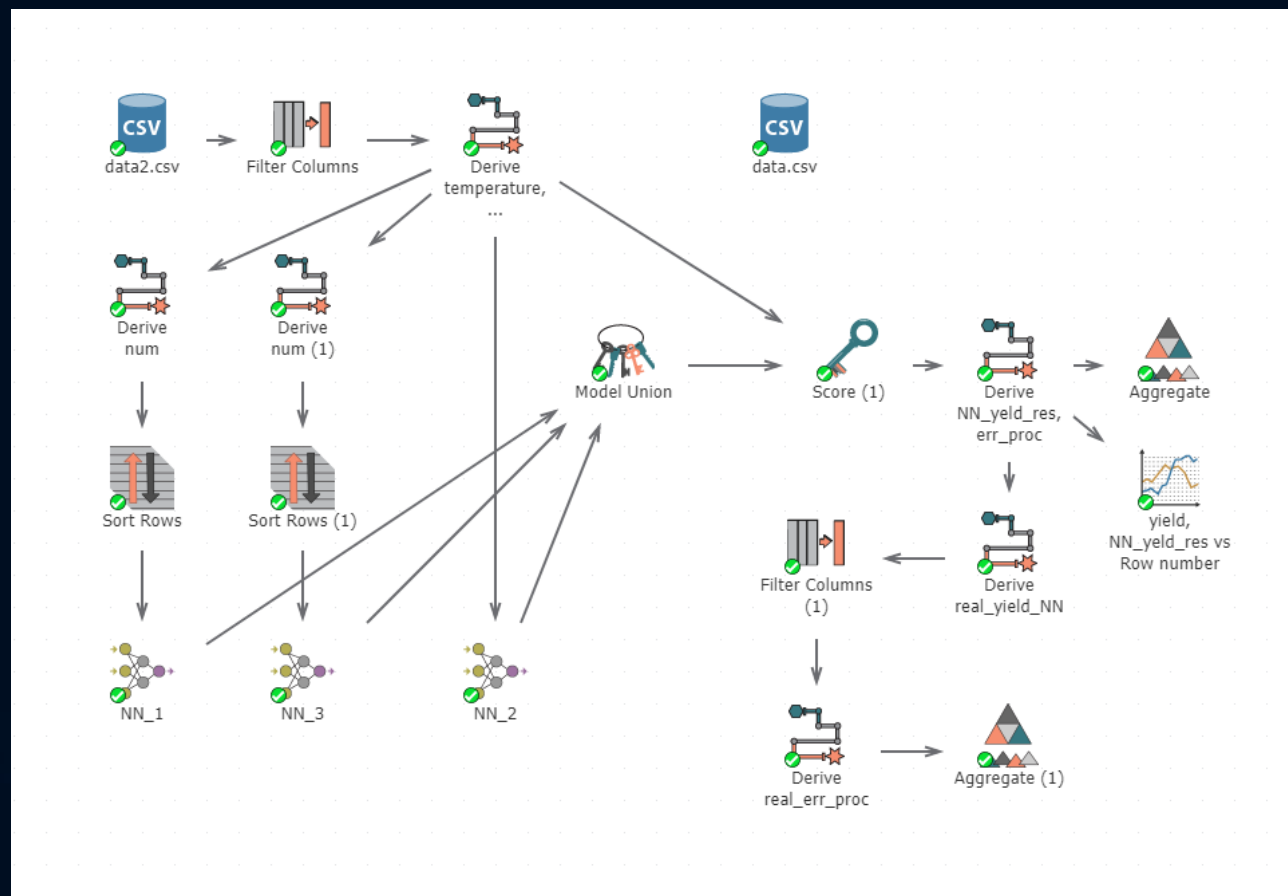 CSV
data2.csv
Filter Columns
Derive
temperature,
...
CSV
data.csv
Derive
num
Derive
num (1)
Model Union
Score (1)
Derive
NN_yeld_res,
err_proc
Aggregate
Sort Rows
Sort Rows (1)
yield,
NN_yeld_res vs
Row number
Filter Columns
(1)
Derive
real_yield_NN
NN_1
NN_3
NN_2
Derive
real_err_proc
Aggregate (1)